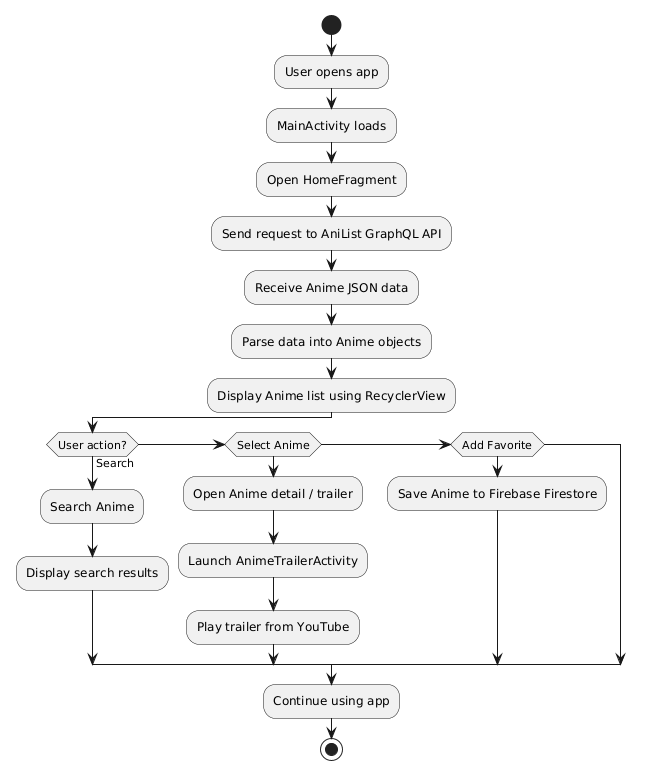 User opens app
MainActivity loads
Open HomeFragment
Send request to AniList GraphQL API
Receive Anime JSON data
Parse data into Anime objects
Display Anime list using RecyclerView
User action?
Search
Search Anime
Display search results
Select Anime
Open Anime detail / trailer
Launch AnimeTrailerActivity
Play trailer from YouTube
Add Favorite
Save Anime to Firebase Firestore
Continue using app